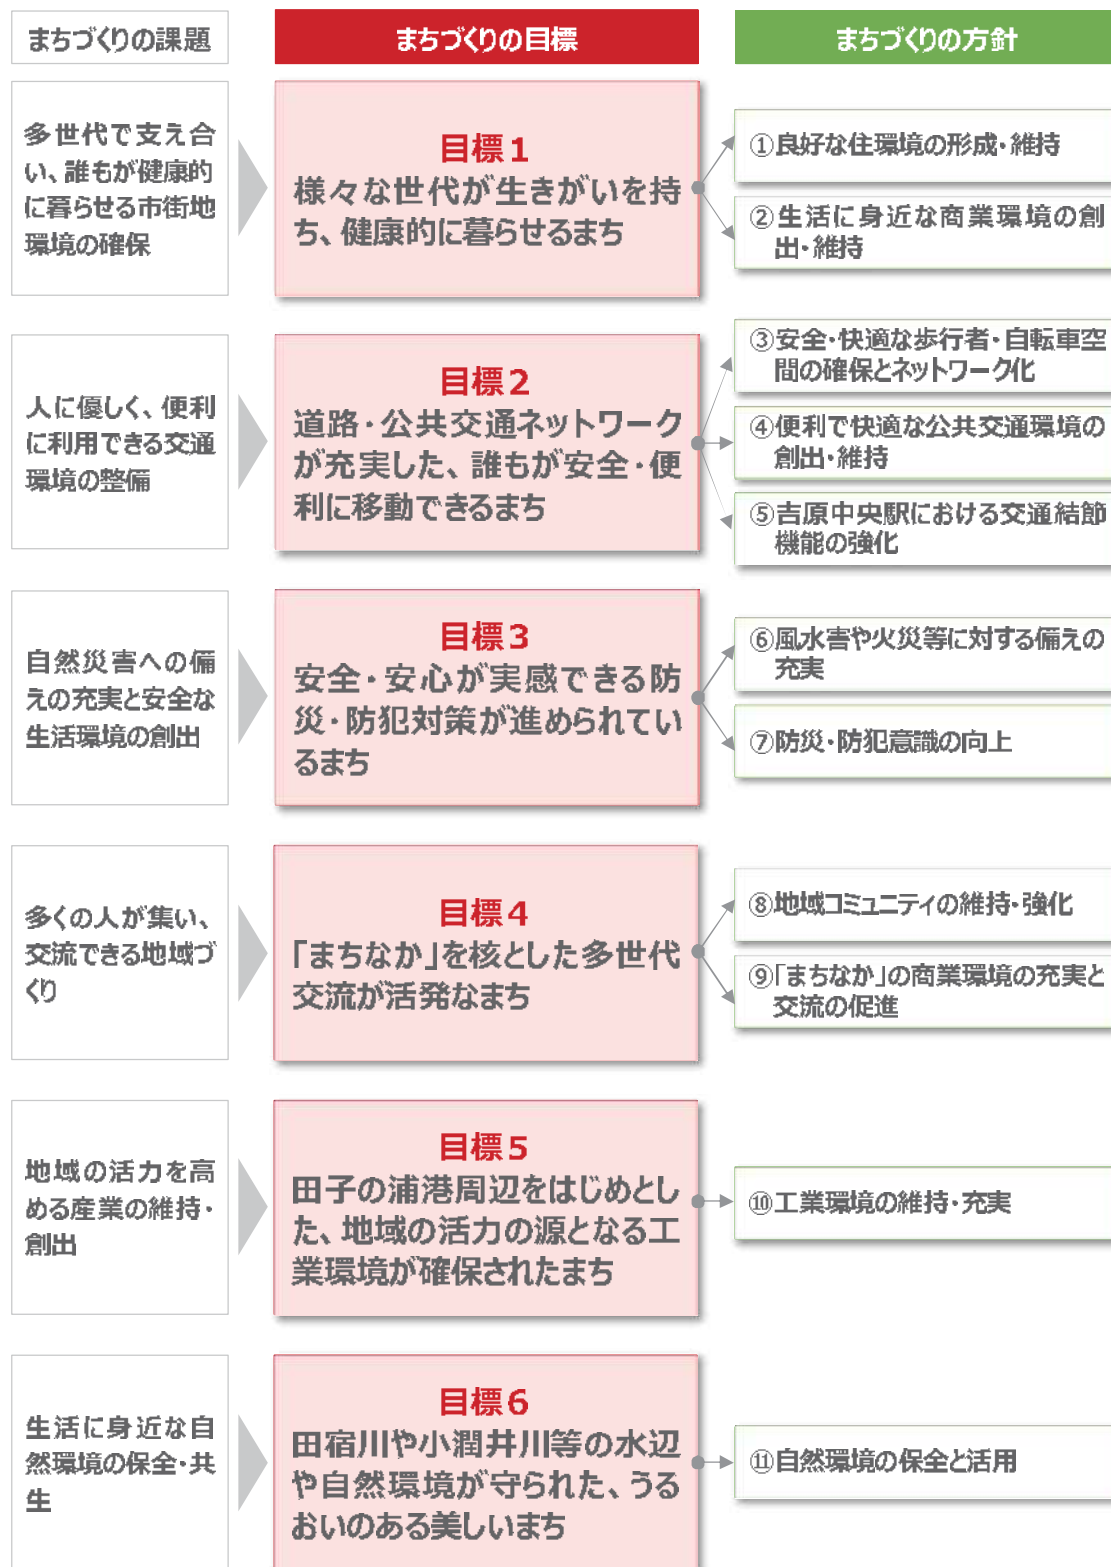 まちづくりの課題
まちづくりの目標
まちづくりの方針
多世代で支え合
い、誰もが健康的
に暮らせる市街地
環境の確保
目標1
様々な世代が生きがいを持
ち、健康的に暮らせるまち
①良好な住環境の形成・維持
②生活に身近な商業環境の創
出・維持
人に優しく、便利
に利用できる交通
環境の整備
目標2
道路・公共交通ネットワーク
が充実した、誰もが安全・便
利に移動できるまち
③安全・快適な歩行者・自転車空
間の確保とネットワーク化
④便利で快適な公共交通環境の
創出・維持
⑤吉原中央駅における交通結節
機能の強化
自然災害への備
えの充実と安全な
生活環境の創出
目標3
安全・安心が実感できる防
災・防犯対策が進められてい
るまち
⑥風水害や火災等に対する備えの
充実
⑦防災・防犯意識の向上
多くの人が集い、
交流できる地域づ
くり
目標4
「まちなか」を核とした多世代
交流が活発なまち
⑧地域コミュニティの維持・強化
⑨「まちなか」の商業環境の充実と
交流の促進
地域の活力を高
める産業の維持・
創出
目標5
田子の浦港周辺をはじめとし
た、地域の活力の源となる工
業環境が確保されたまち
⑩工業環境の維持・充実
生活に身近な自
然環境の保全・共
生
目標6
田宿川や小潤井川等の水辺
や自然環境が守られた、うる
おいのある美しいまち
⑪自然環境の保全と活用